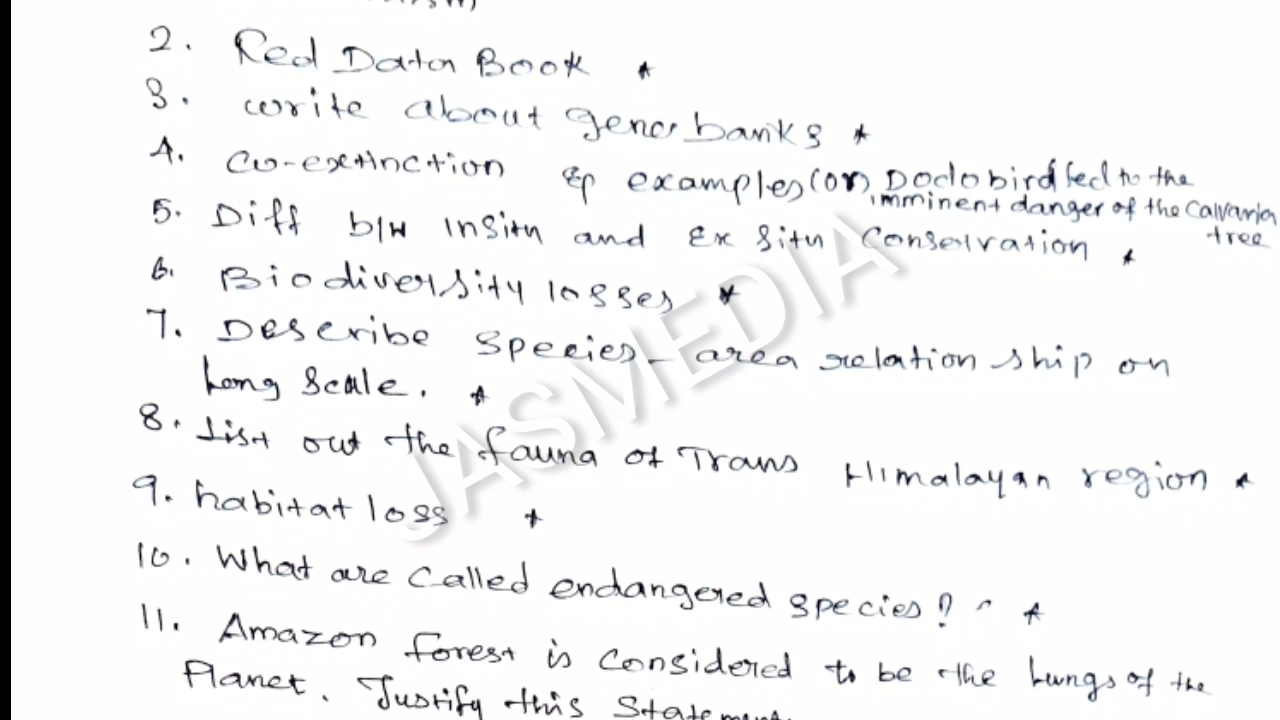 2. Red Data Book *
3. write about gene banks *
4. co-extinction & examples (or) Dodo bird led to the
imminent danger of the Calvaria
tree
5. Diff b/w insitu and Ex situ Conservation *
6. Biodiversity losses *
7. Describe Species - area relation ship on
Long Scale. *
8. List out the fauna of Trans Himalayan region *
9. habitat loss *
10. What are called endangered species? *
11. Amazon forest is considered to be the Lungs of the
Planet. Justify this Statement.
JASMEDIA